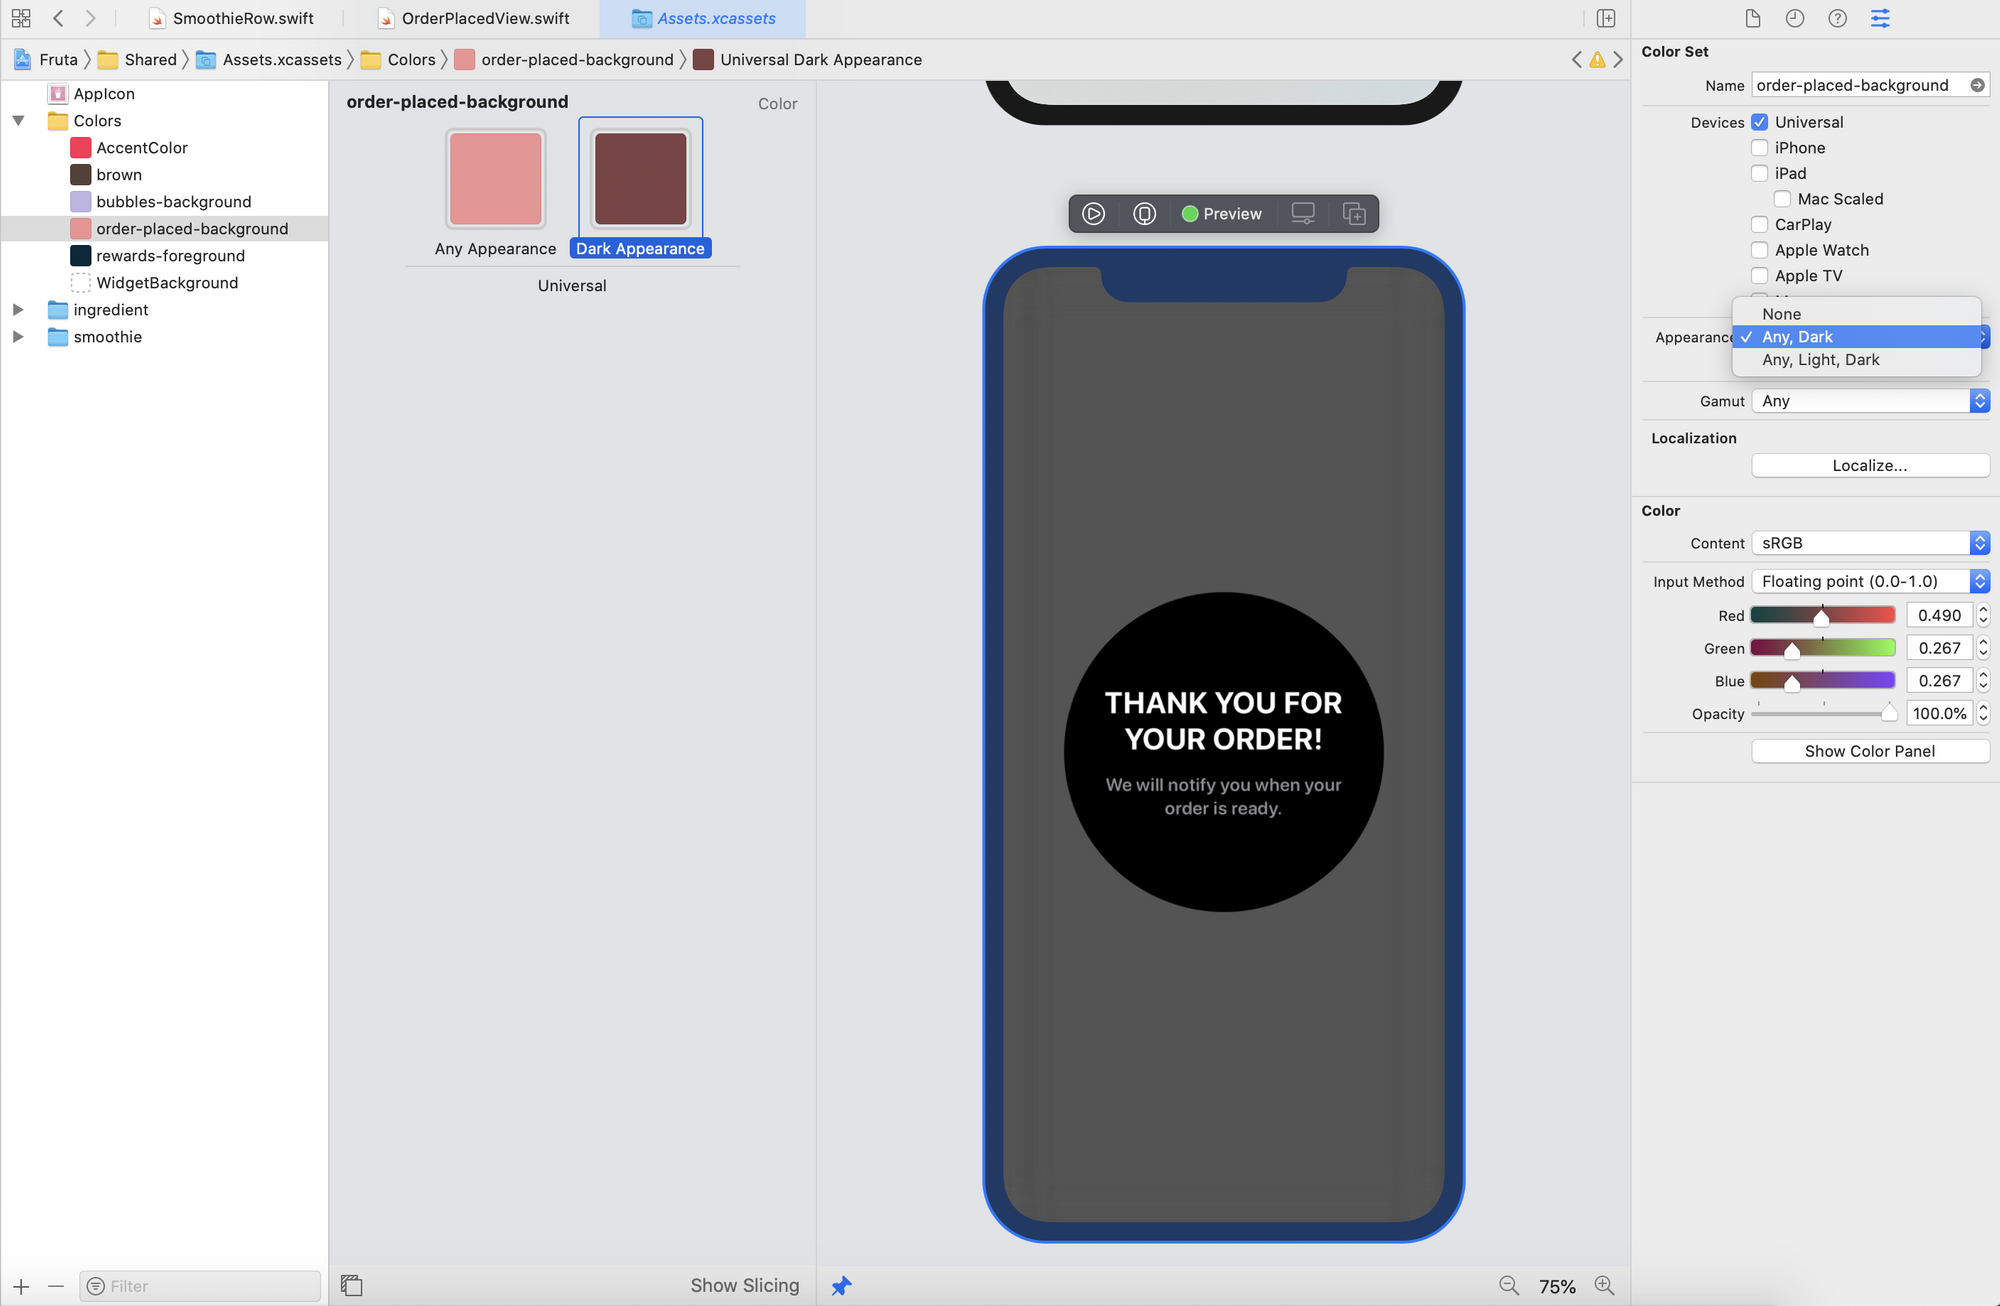 SmoothieRow.swift
OrderPlacedView.swift
Assets.xcassets
Fruta
Shared
Assets.xcassets
Colors
order-placed-background
Universal Dark Appearance
AppIcon
Colors
AccentColor
brown
bubbles-background
order-placed-background
rewards-foreground
WidgetBackground
ingredient
smoothie
Filter
order-placed-background
Color
Any Appearance
Dark Appearance
Universal
Show Slicing
Preview
THANK YOU FOR
YOUR ORDER!
We will notify you when your
order is ready.
75%
Color Set
Name order-placed-background
Devices Universal
iPhone
iPad
Mac Scaled
CarPlay
Apple Watch
Apple TV
None
Appearance Any, Dark
Any, Light, Dark
Gamut Any
Localization
Localize...
Color
Content sRGB
Input Method Floating point (0.0-1.0)
Red 0.490
Green 0.267
Blue 0.267
Opacity 100.0%
Show Color Panel